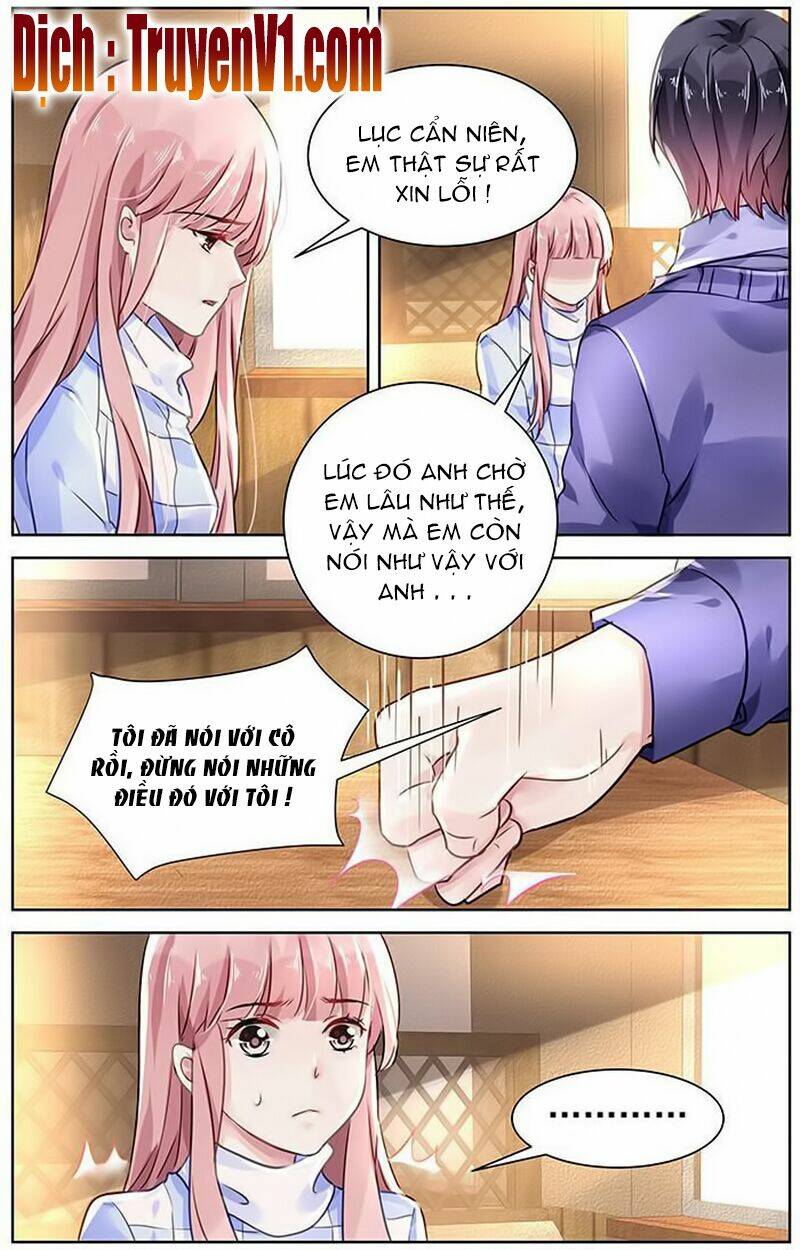 Dịch : TruyenV1.com
LỤC CẨN NIÊN,
EM THẬT SỰ RẤT
XIN LỖI !
LÚC ĐÓ ANH CHỜ
EM LÂU NHƯ THẾ,
VẬY MÀ EM CÒN
NÓI NHƯ VẬY VỚI
ANH . . .
TÔI ĐÃ NÓI VỚI CÔ
RỒI, ĐỪNG NÓI NHỮNG
ĐIỀU ĐÓ VỚI TÔI !
.............